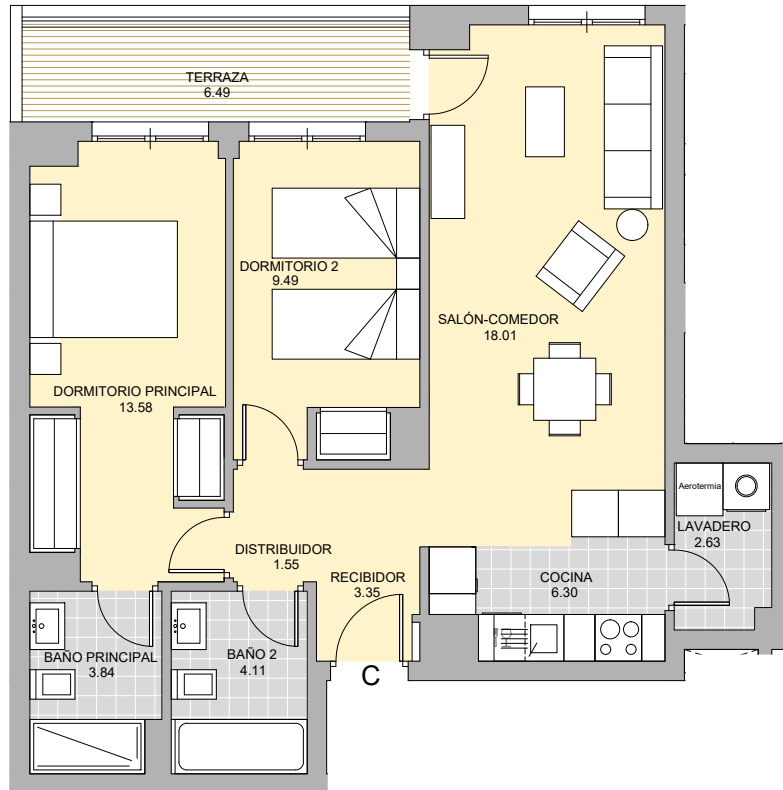 TERRAZA
6.49
DORMITORIO 2
9.49
SALÓN-COMEDOR
18.01
DORMITORIO PRINCIPAL
13.58
Aerotermia
LAVADERO
2.63
DISTRIBUIDOR
1.55
RECIBIDOR
3.35
COCINA
6.30
BAÑO PRINCIPAL
3.84
BAÑO 2
4.11
C